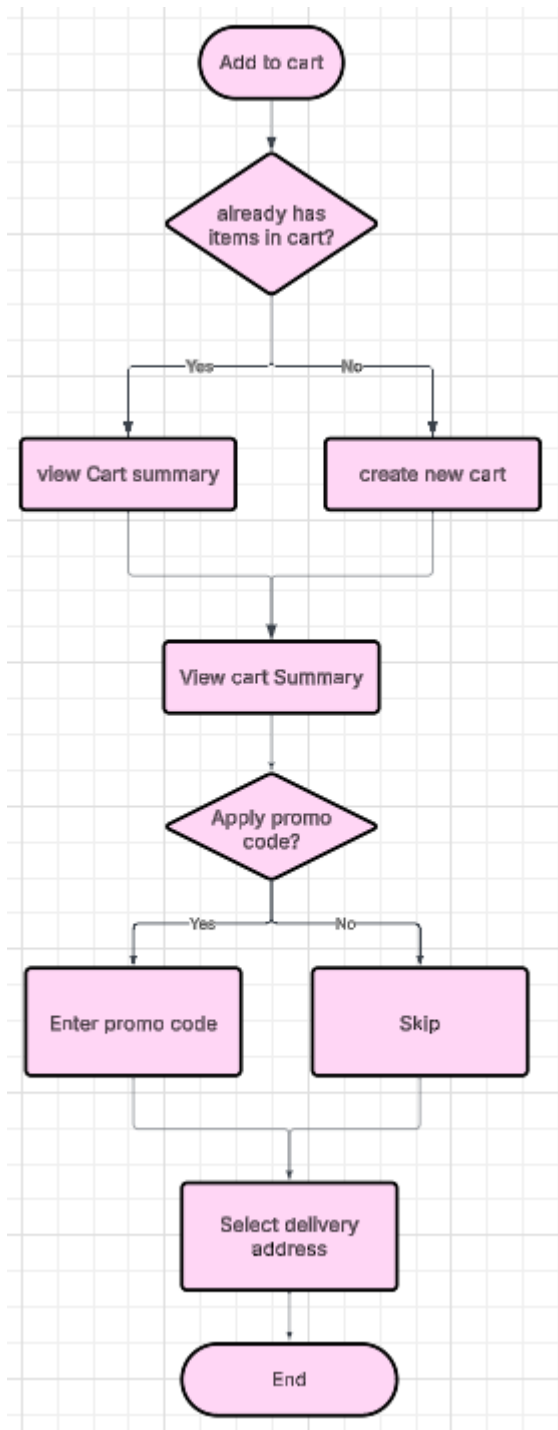 Add to cart
already has
items in cart?
Yes
No
view Cart summary
create new cart
View cart Summary
Apply promo
code?
Yes
No
Enter promo code
Skip
Select delivery
address
End